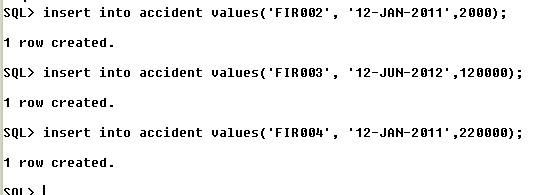 SQL> insert into accident values('FIR002', '12-JAN-2011',2000);
1 row created.
SQL> insert into accident values('FIR003', '12-JUN-2012',120000);
1 row created.
SQL> insert into accident values('FIR004', '12-JAN-2011',220000);
1 row created.
SQL>